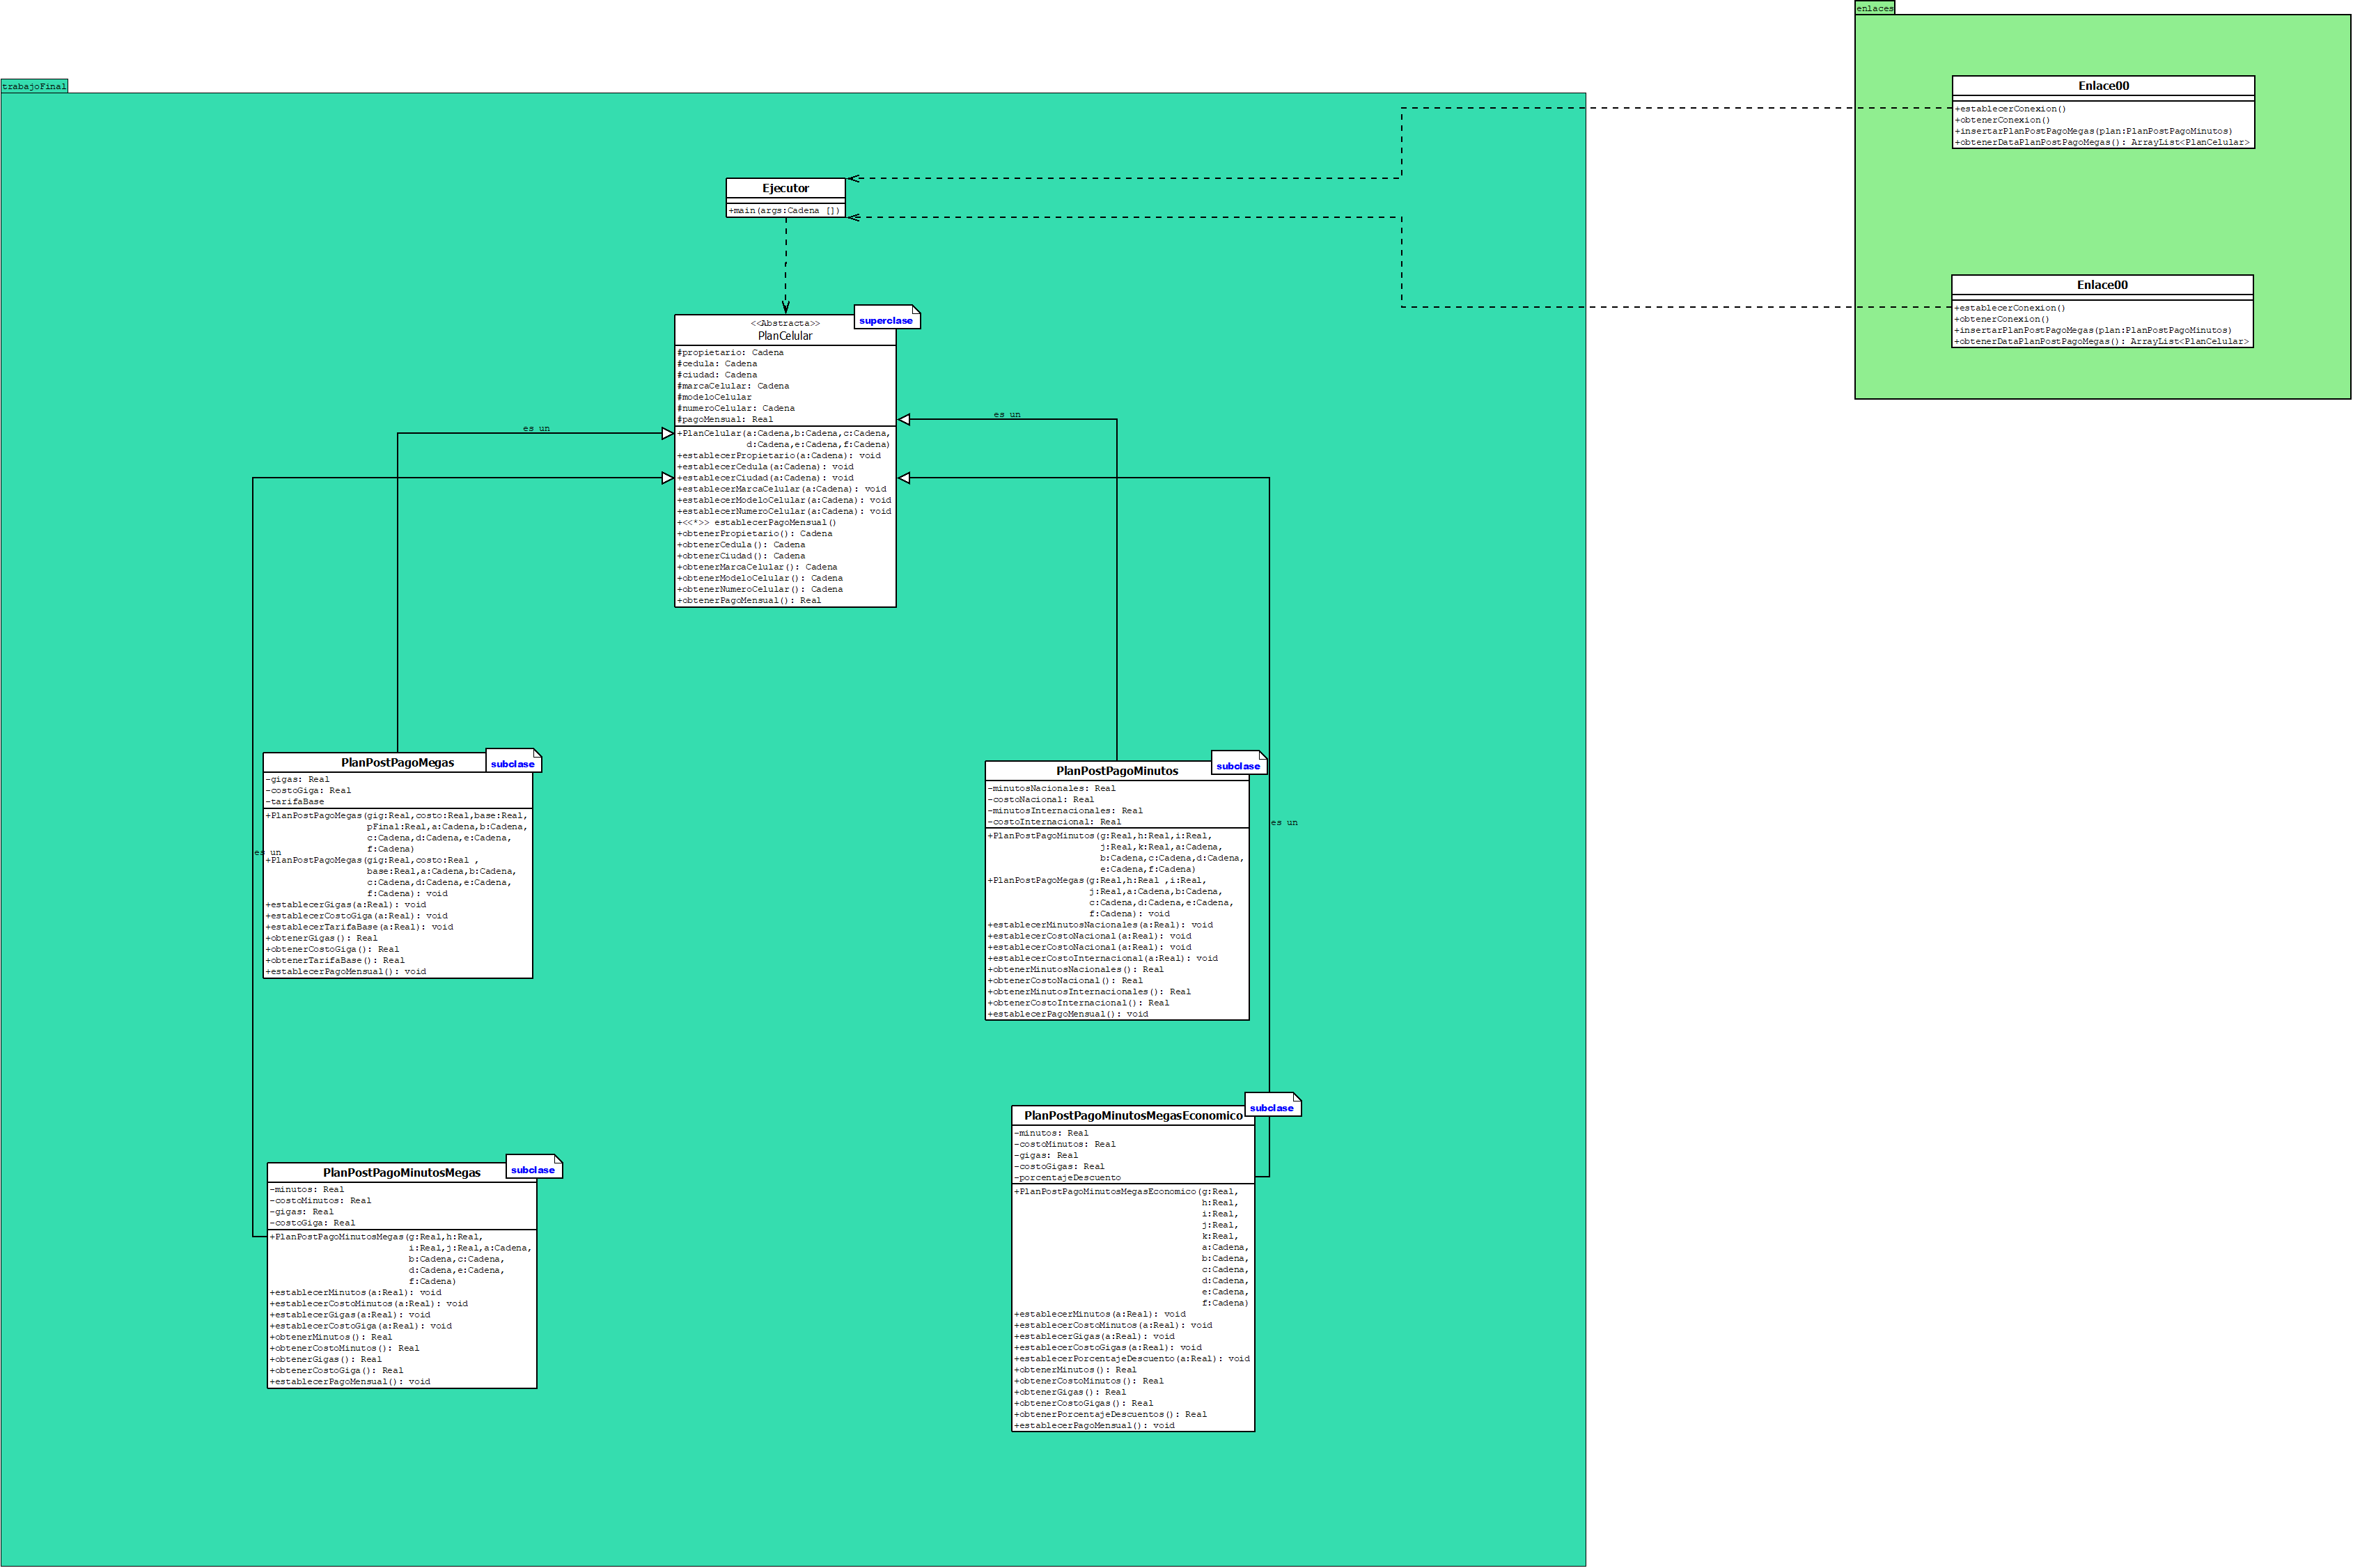 enlaces
Enlace00
+establecerConexion()
+obtenerConexion()
+insertarPlanPostPagoMegas(plan:PlanPostPagoMinutos)
+obtenerDataPlanPostPagoMegas(): ArrayList<PlanCelular>
Enlace00
+establecerConexion()
+obtenerConexion()
+insertarPlanPostPagoMegas(plan:PlanPostPagoMinutos)
+obtenerDataPlanPostPagoMegas(): ArrayList<PlanCelular>
trabajoFinal
Ejecutor
+main(args:Cadena [])
superclase
<<Abstracta>>
PlanCelular
#propietario: Cadena
#cedula: Cadena
#ciudad: Cadena
#marcaCelular: Cadena
#modeloCelular
#numeroCelular: Cadena
#pagoMensual: Real
+PlanCelular(a:Cadena,b:Cadena,c:Cadena,
d:Cadena,e:Cadena,f:Cadena)
+establecerPropietario(a:Cadena): void
+establecerCedula(a:Cadena): void
+establecerCiudad(a:Cadena): void
+establecerMarcaCelular(a:Cadena): void
+establecerModeloCelular(a:Cadena): void
+establecerNumeroCelular(a:Cadena): void
+<<*>> establecerPagoMensual()
+obtenerPropietario(): Cadena
+obtenerCedula(): Cadena
+obtenerCiudad(): Cadena
+obtenerMarcaCelular(): Cadena
+obtenerModeloCelular(): Cadena
+obtenerNumeroCelular(): Cadena
+obtenerPagoMensual(): Real
es un
es un
es un
es un
PlanPostPagoMegas
subclase
-gigas: Real
-costoGiga: Real
-tarifaBase
+PlanPostPagoMegas(gig:Real,costo:Real,base:Real,
pFinal:Real,a:Cadena,b:Cadena,
c:Cadena,d:Cadena,e:Cadena,
f:Cadena)
+PlanPostPagoMegas(gig:Real,costo:Real ,
base:Real,a:Cadena,b:Cadena,
c:Cadena,d:Cadena,e:Cadena,
f:Cadena): void
+establecerGigas(a:Real): void
+establecerCostoGiga(a:Real): void
+establecerTarifaBase(a:Real): void
+obtenerGigas(): Real
+obtenerCostoGiga(): Real
+obtenerTarifaBase(): Real
+establecerPagoMensual(): void
PlanPostPagoMinutos
subclase
-minutosNacionales: Real
-costoNacional: Real
-minutosInternacionales: Real
-costoInternacional: Real
+PlanPostPagoMinutos(g:Real,h:Real,i:Real,
j:Real,k:Real,a:Cadena,
b:Cadena,c:Cadena,d:Cadena,
e:Cadena,f:Cadena)
+PlanPostPagoMegas(g:Real,h:Real ,i:Real,
j:Real,a:Cadena,b:Cadena,
c:Cadena,d:Cadena,e:Cadena,
f:Cadena): void
+establecerMinutosNacionales(a:Real): void
+establecerCostoNacional(a:Real): void
+establecerCostoNacional(a:Real): void
+establecerCostoInternacional(a:Real): void
+obtenerMinutosNacionales(): Real
+obtenerCostoNacional(): Real
+obtenerMinutosInternacionales(): Real
+obtenerCostoInternacional(): Real
+establecerPagoMensual(): void
PlanPostPagoMinutosMegas
subclase
-minutos: Real
-costoMinutos: Real
-gigas: Real
-costoGiga: Real
+PlanPostPagoMinutosMegas(g:Real,h:Real,
i:Real,j:Real,a:Cadena,
b:Cadena,c:Cadena,
d:Cadena,e:Cadena,
f:Cadena)
+establecerMinutos(a:Real): void
+establecerCostoMinutos(a:Real): void
+establecerGigas(a:Real): void
+establecerCostoGiga(a:Real): void
+obtenerMinutos(): Real
+obtenerCostoMinutos(): Real
+obtenerGigas(): Real
+obtenerCostoGiga(): Real
+establecerPagoMensual(): void
PlanPostPagoMinutosMegasEconomico
subclase
-minutos: Real
-costoMinutos: Real
-gigas: Real
-costoGigas: Real
-porcentajeDescuento
+PlanPostPagoMinutosMegasEconomico(g:Real,
h:Real,
i:Real,
j:Real,
k:Real,
a:Cadena,
b:Cadena,
c:Cadena,
d:Cadena,
e:Cadena,
f:Cadena)
+establecerMinutos(a:Real): void
+establecerCostoMinutos(a:Real): void
+establecerGigas(a:Real): void
+establecerCostoGigas(a:Real): void
+establecerPorcentajeDescuento(a:Real): void
+obtenerMinutos(): Real
+obtenerCostoMinutos(): Real
+obtenerGigas(): Real
+obtenerCostoGigas(): Real
+obtenerPorcentajeDescuentos(): Real
+establecerPagoMensual(): void